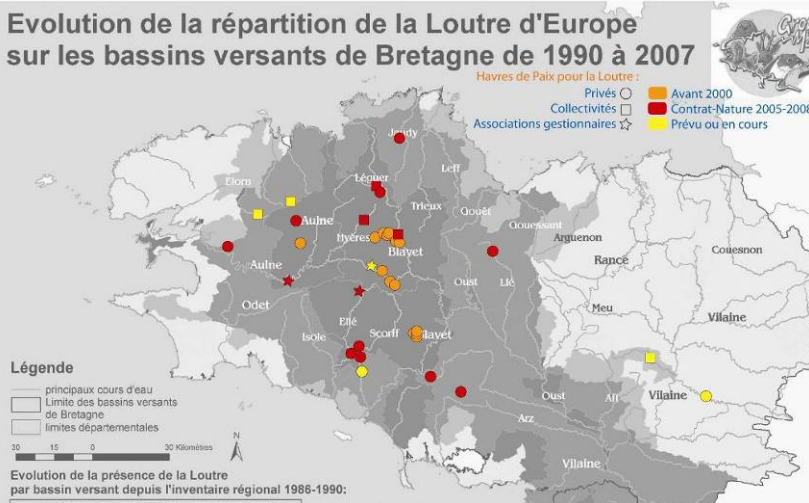 Evolution de la répartition de la Loutre d'Europe
sur les bassins versants de Bretagne de 1990 à 2007
Havres de Paix pour la Loutre :
Privés
Avant 2000
Collectivités
Contrat-Nature 2005-2008
Associations gestionnaires
Prévu ou en cours
Jaudy
Leff
Léguer
Elorn
Trieux
Gouët
Aulne
Gouessant
Hyères
Arguenon
Blavet
Rance
Couesnon
Aulne
Oust
Lié
Odet
Meu
Vilaine
Ellé
Isole
Scorff
Blavet
Légende
principaux cours d'eau
Limite des bassins versants
de Bretagne
limites départementales
Oust
Aff
Vilaine
Arz
30 15 0 30 Kilomètres
N
Vilaine
Evolution de la présence de la Loutre
par bassin versant depuis l'inventaire régional 1986-1990: